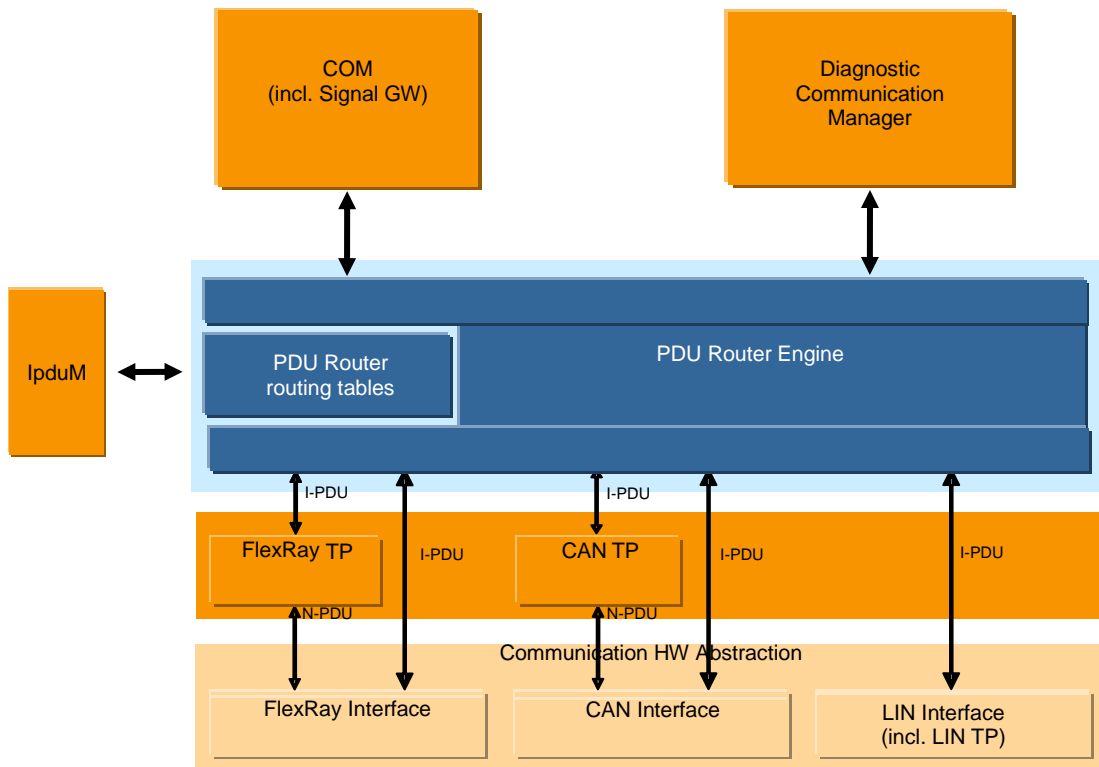 COM
(incl. Signal GW)
Diagnostic
Communication
Manager
IpduM
PDU Router
routing tables
PDU Router Engine
I-PDU
I-PDU
FlexRay TP
I-PDU
CAN TP
I-PDU
I-PDU
N-PDU
N-PDU
Communication HW Abstraction
FlexRay Interface
CAN Interface
LIN Interface
(incl. LIN TP)